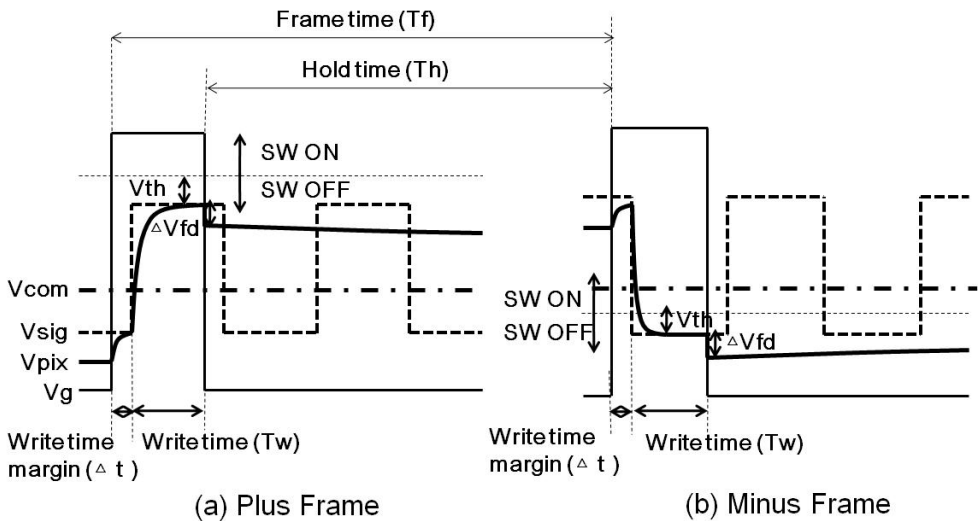 Frame time (Tf)
Hold time (Th)
SW ON
SW OFF
Vth
△Vfd
Vcom
Vsig
Vpix
Vg
Write time
margin (△ t)
Write time (Tw)
(a) Plus Frame
SW ON
SW OFF
Vth
△Vfd
Write time
margin (△ t)
Write time (Tw)
(b) Minus Frame